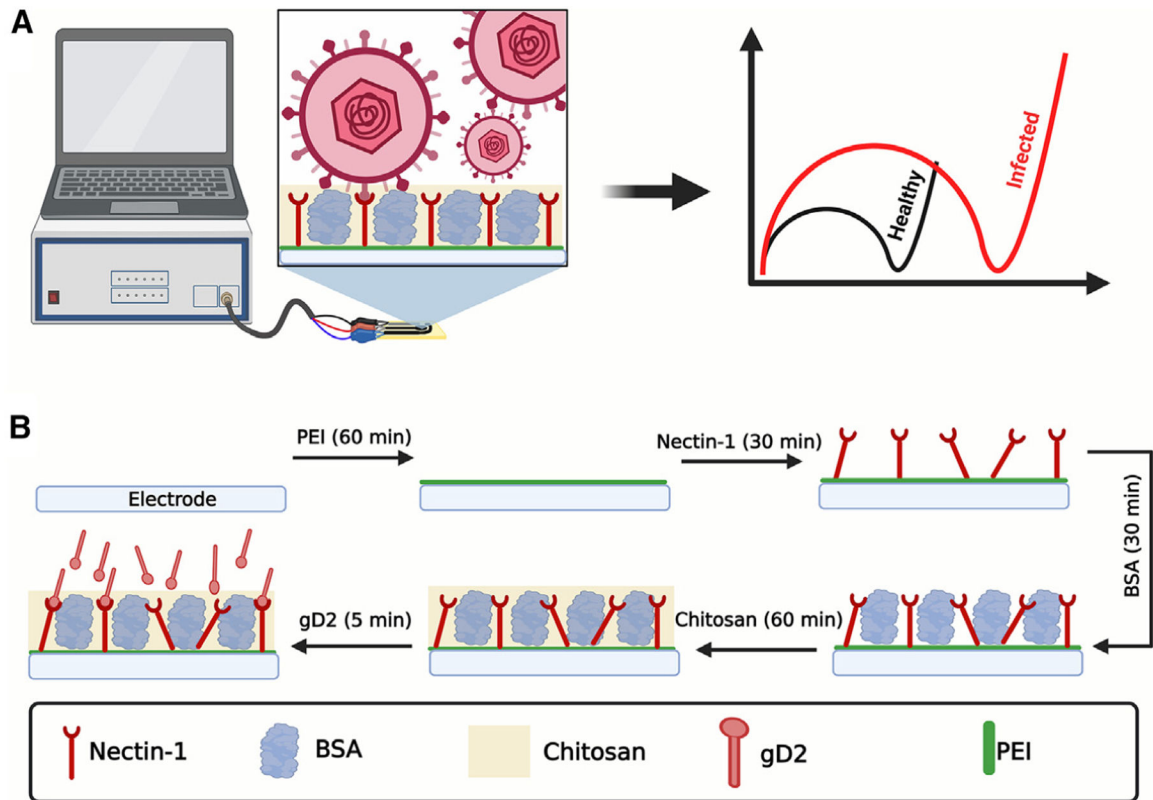 A
Healthy
Infected
B
PEI (60 min)
Nectin-1 (30 min)
Electrode
BSA (30 min)
gD2 (5 min)
Chitosan (60 min)
Nectin-1
BSA
Chitosan
gD2
PEI